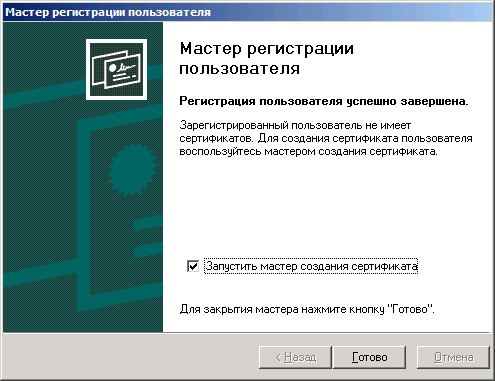 Мастер регистрации пользователя
Мастер регистрации
пользователя
Регистрация пользователя успешно завершена.
Зарегистрированный пользователь не имеет
сертификатов. Для создания сертификата пользователя
воспользуйтесь мастером создания сертификата.
Запустить мастер создания сертификата
Для закрытия мастера нажмите кнопку "Готово".
< Назад
Готово
Отмена